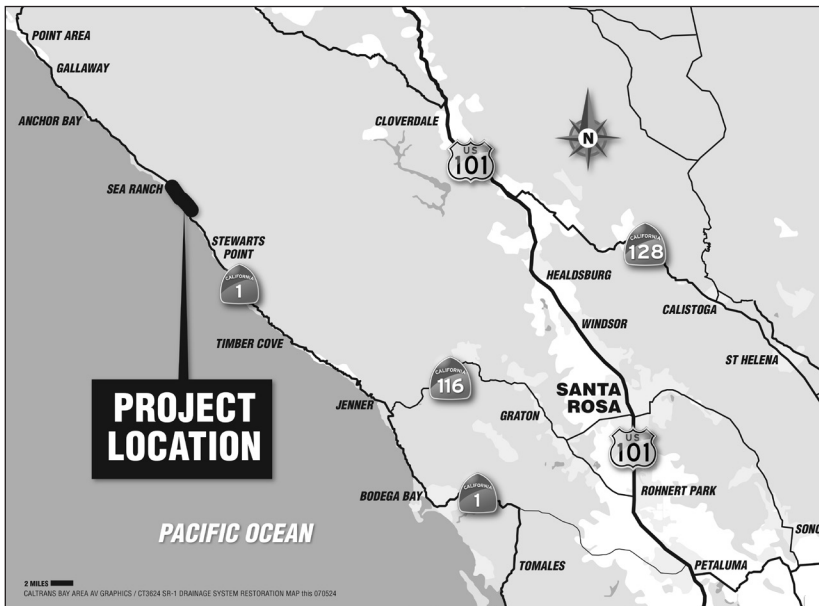 POINT AREA
GALLAWAY
ANCHOR BAY
CLOVERDALE
US
101
N
SEA RANCH
STEWARTS
POINT
CALIFORNIA
1
CALIFORNIA
128
HEALDSBURG
CALISTOGA
WINDSOR
TIMBER COVE
ST HELENA
PROJECT
LOCATION
JENNER
CALIFORNIA
116
GRATON
SANTA
ROSA
US
101
BODEGA BAY
CALIFORNIA
1
ROHNERT PARK
PACIFIC OCEAN
SONO
TOMALES
PETALUMA
2 MILES
CALTRANS BAY AREA AV GRAPHICS / CT3624 SR-1 DRAINAGE SYSTEM RESTORATION MAP this 070524